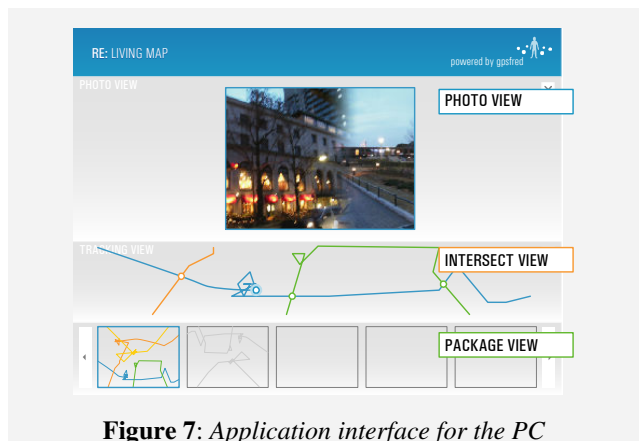 RE: LIVING MAP
powered by gpsfred
PHOTO VIEW
PHOTO VIEW
TRACKING VIEW
INTERSECT VIEW
PACKAGE VIEW
Figure 7: Application interface for the PC